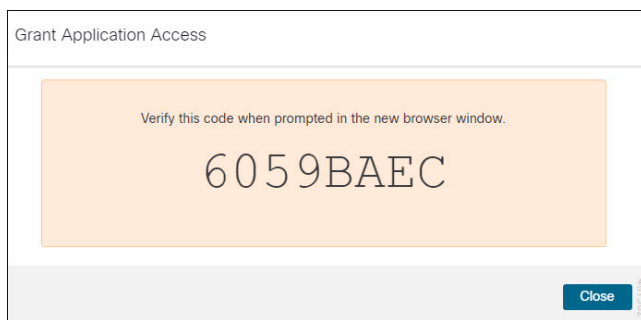 Grant Application Access
Verify this code when prompted in the new browser window.
6059BAEC
Close